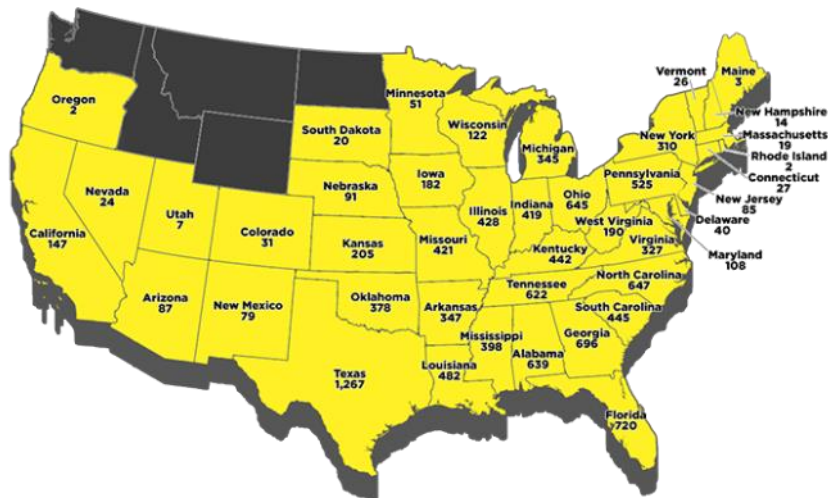 Vermont
26
Maine
3
Oregon
2
Minnesota
51
New Hampshire
14
South Dakota
20
Wisconsin
122
Michigan
345
New York
310
Massachusetts
19
Rhode Island
2
Connecticut
27
Nevada
24
Nebraska
91
Iowa
182
Pennsylvania
525
New Jersey
85
Utah
7
Illinois
428
Indiana
419
Ohio
645
West Virginia
190
Delaware
40
California
147
Colorado
31
Kansas
205
Missouri
421
Kentucky
442
Virginia
327
Maryland
108
Arizona
87
New Mexico
79
Oklahoma
378
Arkansas
347
Tennessee
622
North Carolina
647
South Carolina
445
Texas
1,267
Louisiana
482
Mississippi
398
Alabama
639
Georgia
696
Florida
720